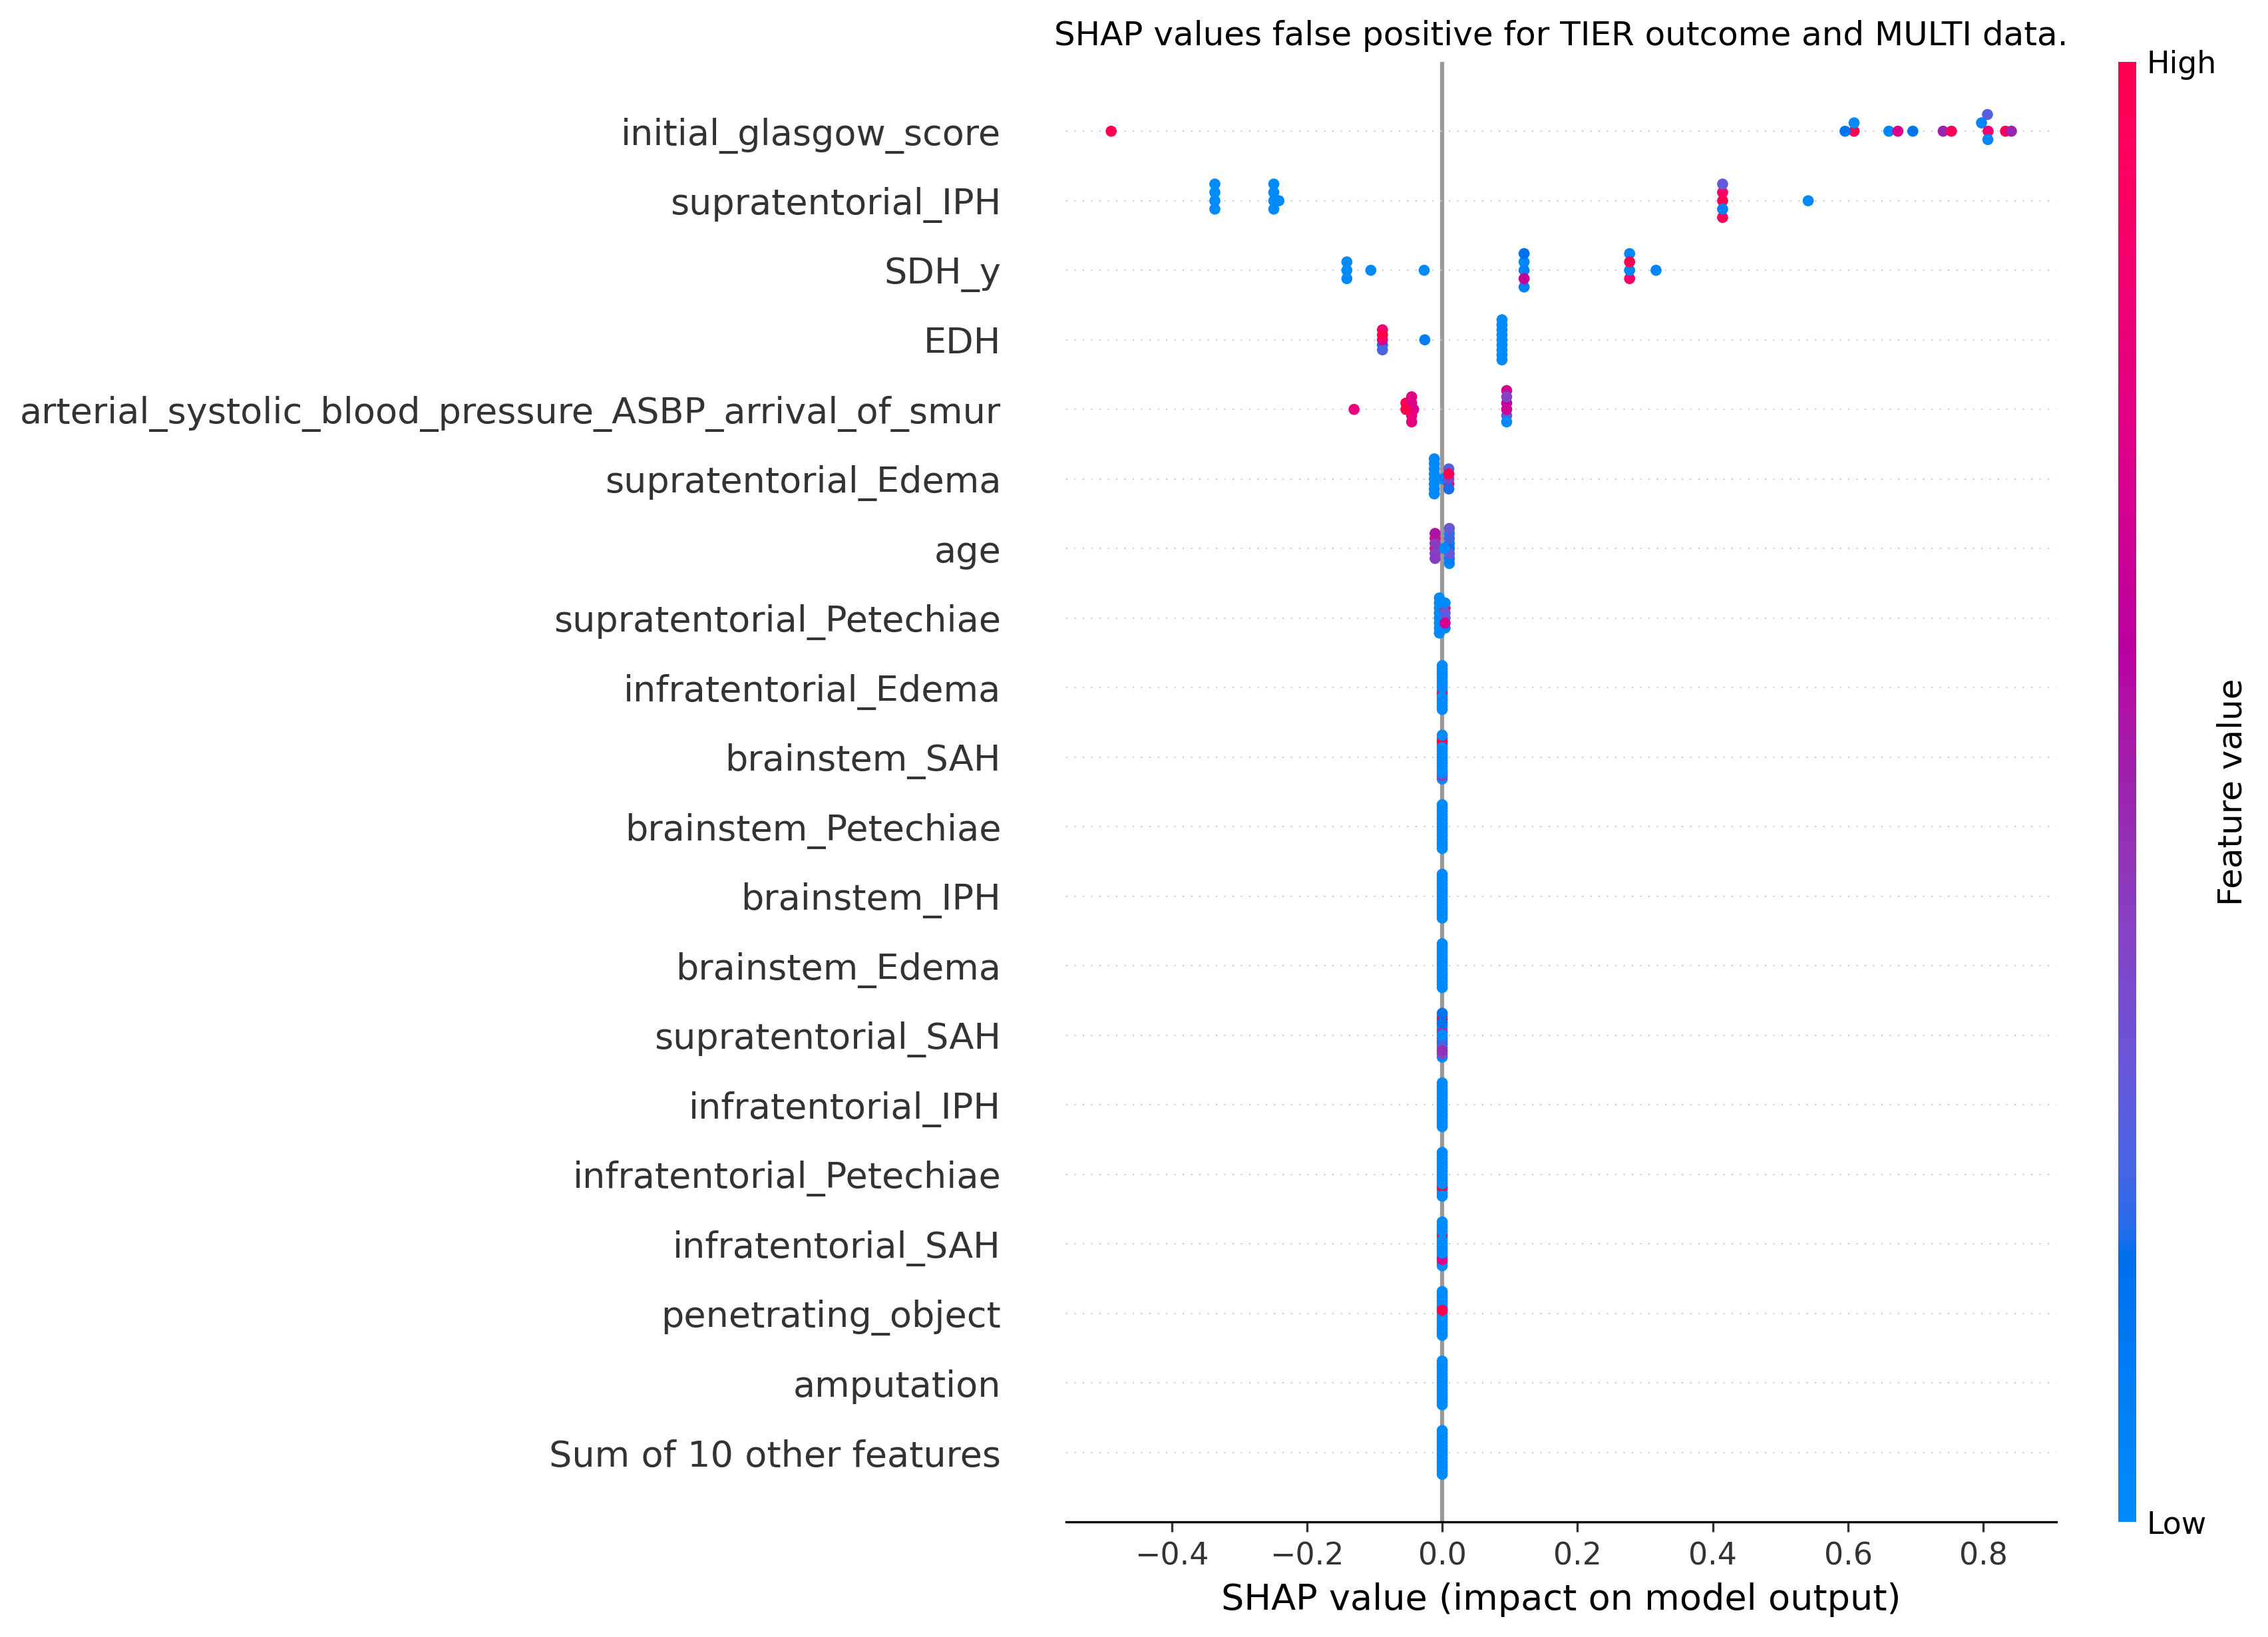 SHAP values false positive for TIER outcome and MULTI data.
High
initial_glasgow_score
supratentorial_IPH
SDH_y
EDH
arterial_systolic_blood_pressure_ASBP_arrival_of_smur
supratentorial_Edema
age
supratentorial_Petechiae
infratentorial_Edema
brainstem_SAH
brainstem_Petechiae
brainstem_IPH
brainstem_Edema
supratentorial_SAH
infratentorial_IPH
infratentorial_Petechiae
infratentorial_SAH
penetrating_object
amputation
Sum of 10 other features
Feature value
Low
−0.4 −0.2 0.0 0.2 0.4 0.6 0.8
SHAP value (impact on model output)